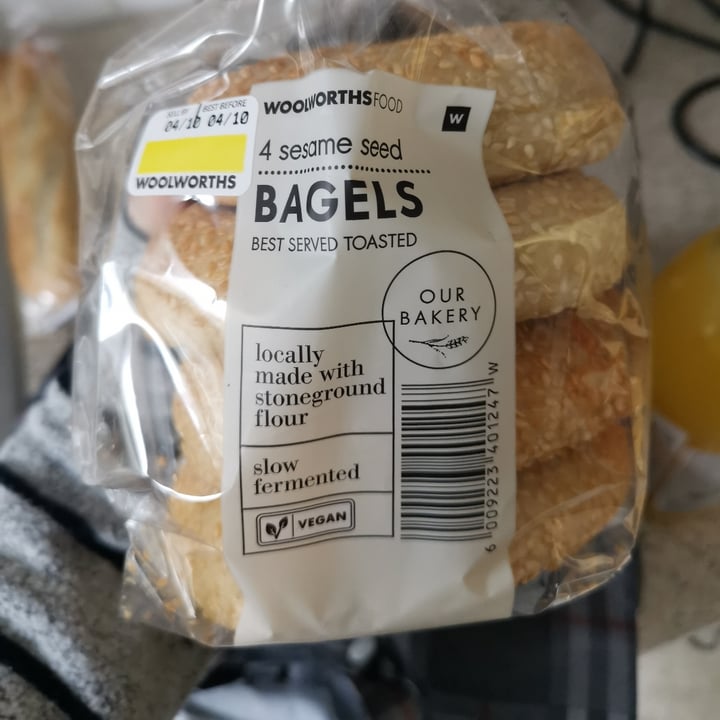 SELL BY BEST BEFORE
04/10 04/10
WOOLWORTHS
WOOLWORTHS FOOD
W
4 sesame seed
BAGELS
BEST SERVED TOASTED
OUR
BAKERY
locally
made with
stoneground
flour
slow
fermented
VEGAN
6 009223 401247 W